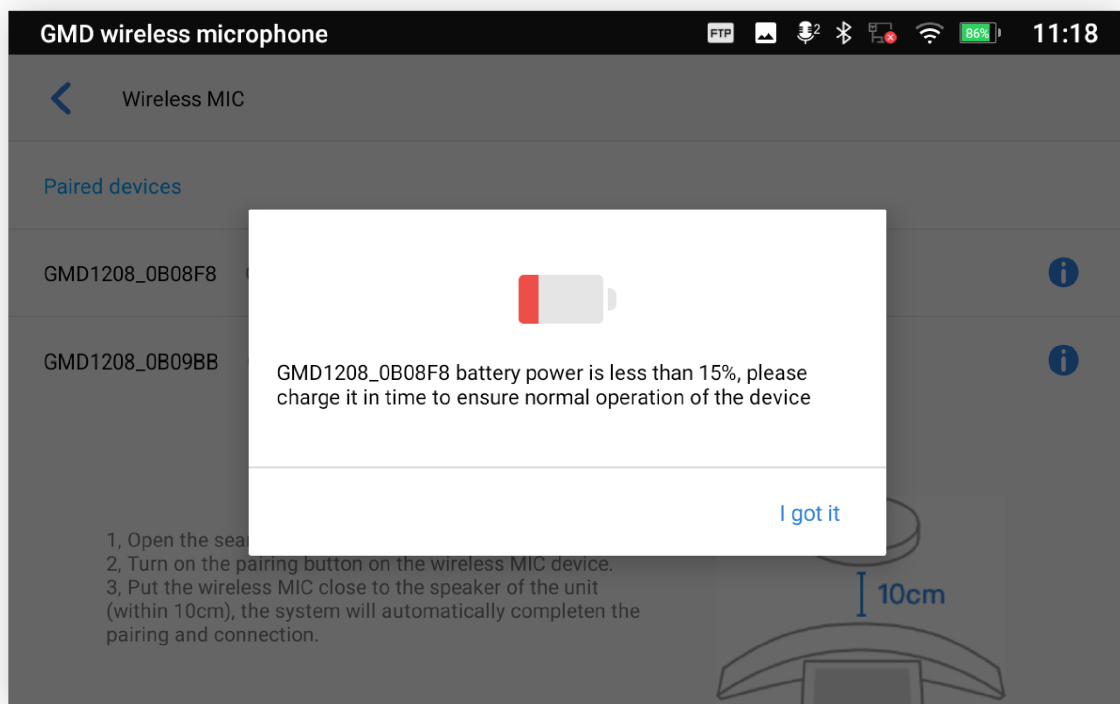 GMD wireless microphone
FTP
2
86%
11:18
Wireless MIC
Paired devices
GMD1208_0B08F8
GMD1208_0B09BB
GMD1208_0B08F8 battery power is less than 15%, please
charge it in time to ensure normal operation of the device
I got it
1, Open the
2, Turn on the pairing button on the wireless MIC device.
3, Put the wireless MIC close to the speaker of the unit
(within 10cm), the system will automatically completen the
pairing and connection.
10cm